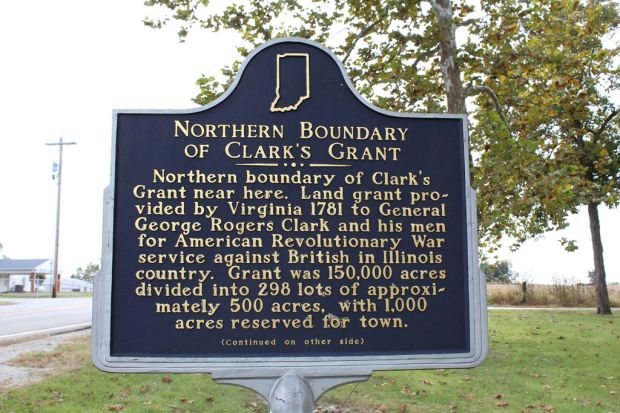 NORTHERN BOUNDARY
OF CLARK'S GRANT
Northern boundary of Clark's
Grant near here. Land grant pro-
vided by Virginia 1781 to General
George Rogers Clark and his men
for American Revolutionary War
service against British in Illinois
country. Grant was 150,000 acres
divided into 298 lots of approxi-
mately 500 acres, with 1,000
acres reserved for town.
(Continued on other side)